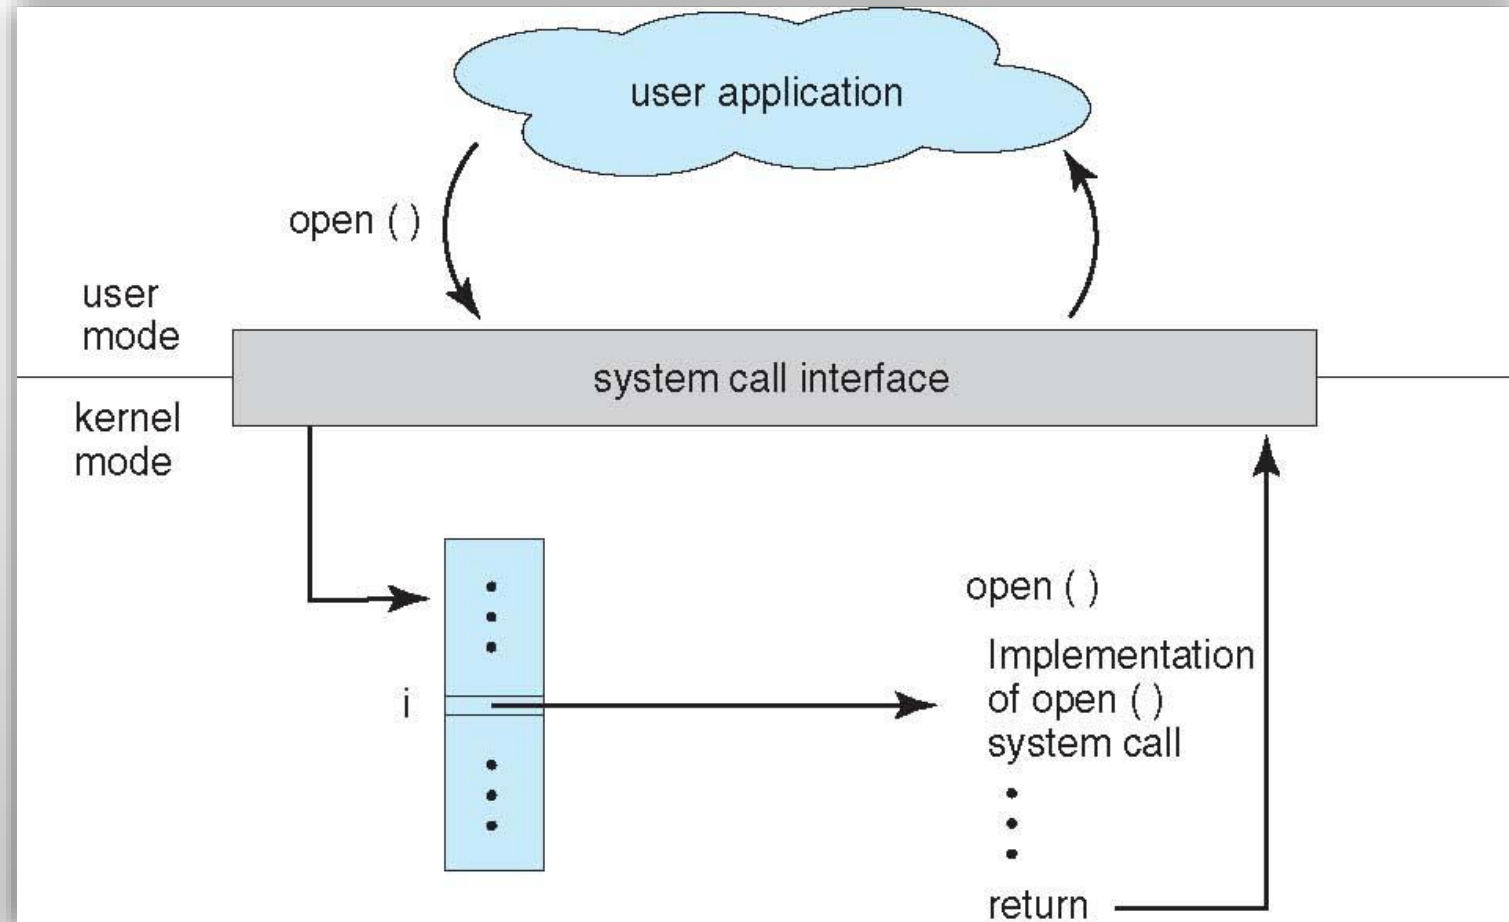 user application
open ( )
user
mode
system call interface
kernel
mode
open ( )
Implementation
of open ( )
system call
i
return